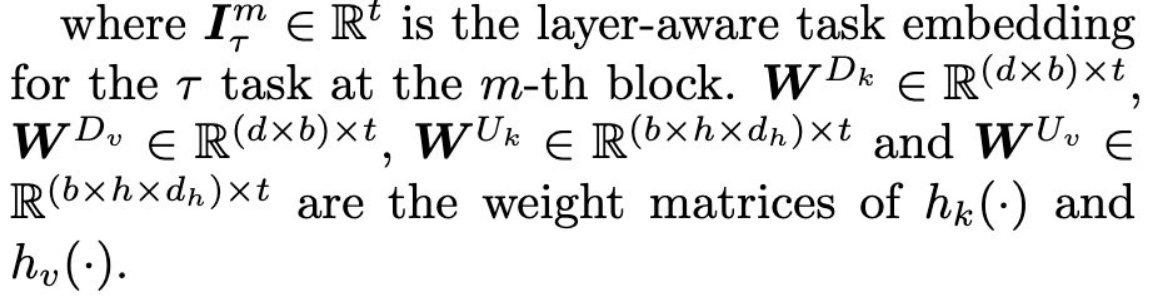 where $\boldsymbol{I}_{\tau}^{m} \in \mathbb{R}^{t}$ is the layer-aware task embedding
for the $\tau$ task at the $m$-th block. $\boldsymbol{W}^{D_k} \in \mathbb{R}^{(d \times b) \times t}$,
$\boldsymbol{W}^{D_v} \in \mathbb{R}^{(d \times b) \times t}$, $\boldsymbol{W}^{U_k} \in \mathbb{R}^{(b \times h \times d_h) \times t}$ and $\boldsymbol{W}^{U_v} \in$
$\mathbb{R}^{(b \times h \times d_h) \times t}$ are the weight matrices of $h_k(\cdot)$ and
$h_v(\cdot)$.